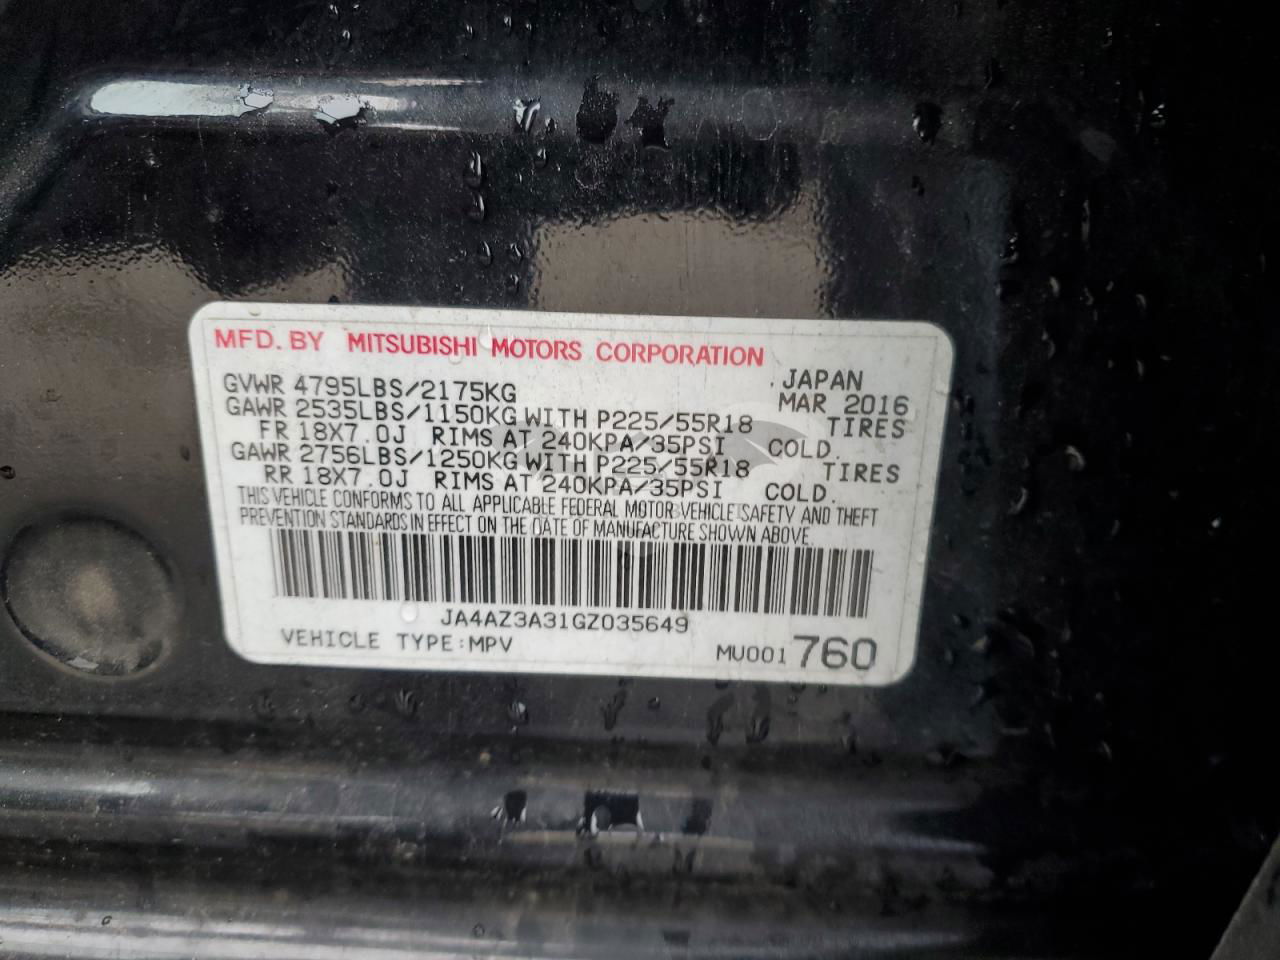 MFD. BY MITSUBISHI MOTORS CORPORATION
GVWR 4795LBS/2175KG JAPAN MAR 2016
GAWR 2535LBS/1150KG WITH P225/55R18 TIRES
FR 18X7.0J RIMS AT 240KPA/35PSI COLD.
GAWR 2756LBS/1250KG WITH P225/55R18 TIRES
RR 18X7.0J RIMS AT 240KPA/35PSI COLD.
THIS VEHICLE CONFORMS TO ALL APPLICABLE FEDERAL MOTOR VEHICLE SAFETY AND THEFT
PREVENTION STANDARDS IN EFFECT ON THE DATE OF MANUFACTURE SHOWN ABOVE.
JA4AZ3A31GZ035649
VEHICLE TYPE:MPV MU001760